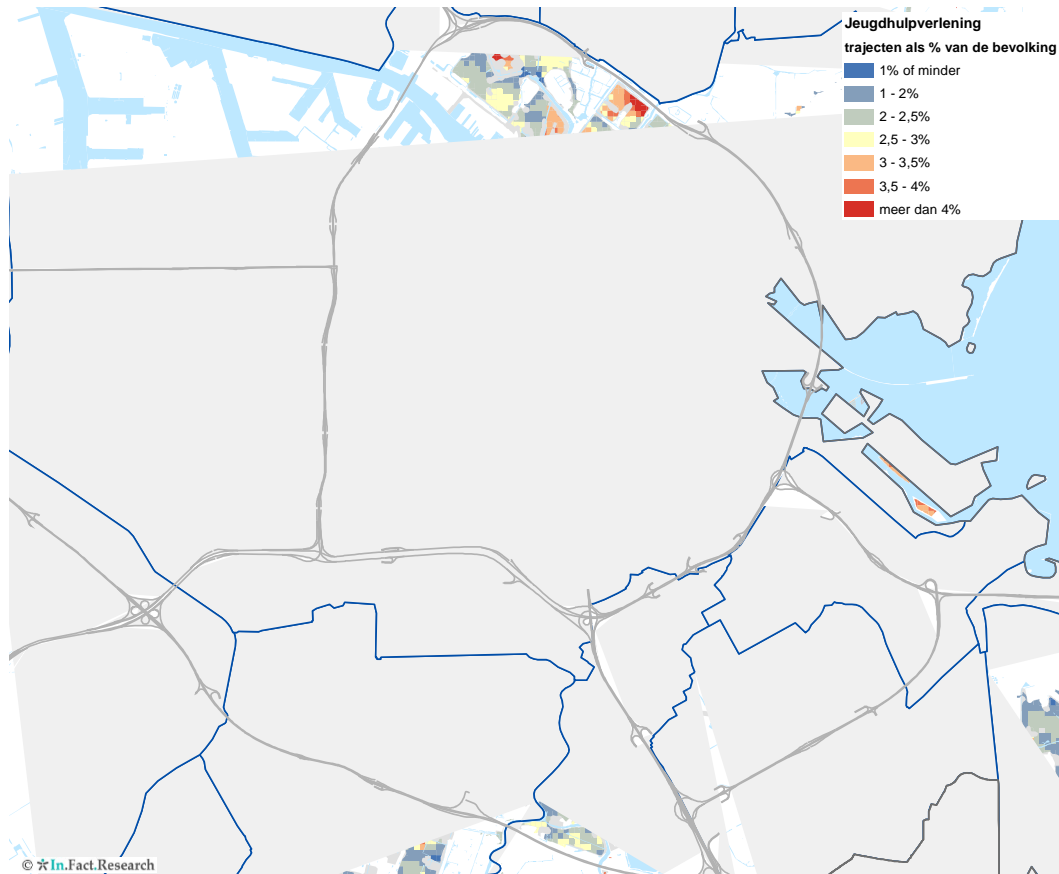 Jeugdhulpverlening
trajecten als % van de bevolking
1% of minder
1 - 2%
2 - 2,5%
2,5 - 3%
3 - 3,5%
3,5 - 4%
meer dan 4%
© In.Fact.Research